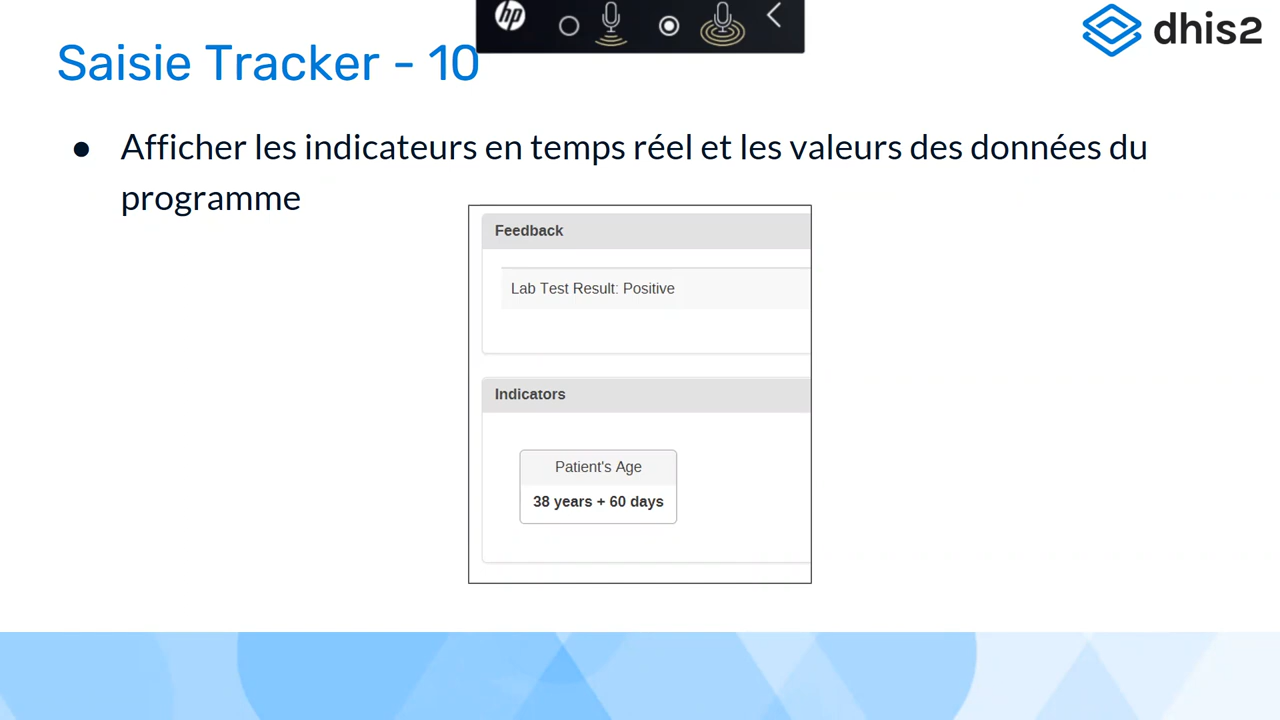 hp
dhis2
Saisie Tracker - 10
● Afficher les indicateurs en temps réel et les valeurs des données du
programme
Feedback
Lab Test Result: Positive
Indicators
Patient's Age
38 years + 60 days